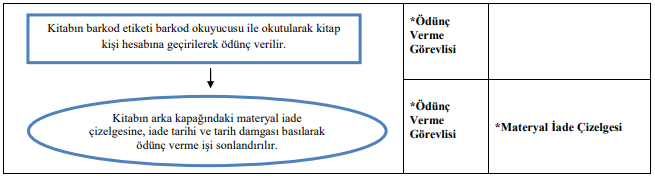 Kitabın barkod etiketi barkod okuyucusu ile okutularak kitap
kişi hesabına geçirilerek ödünç verilir.
*Ödünç
Verme
Görevlisi
Kitabın arka kapağındaki materyal iade
çizelgesine, iade tarihi ve tarih damgası basılarak
ödünç verme işi sonlandırılır.
*Ödünç
Verme
Görevlisi
*Materyal İade Çizelgesi